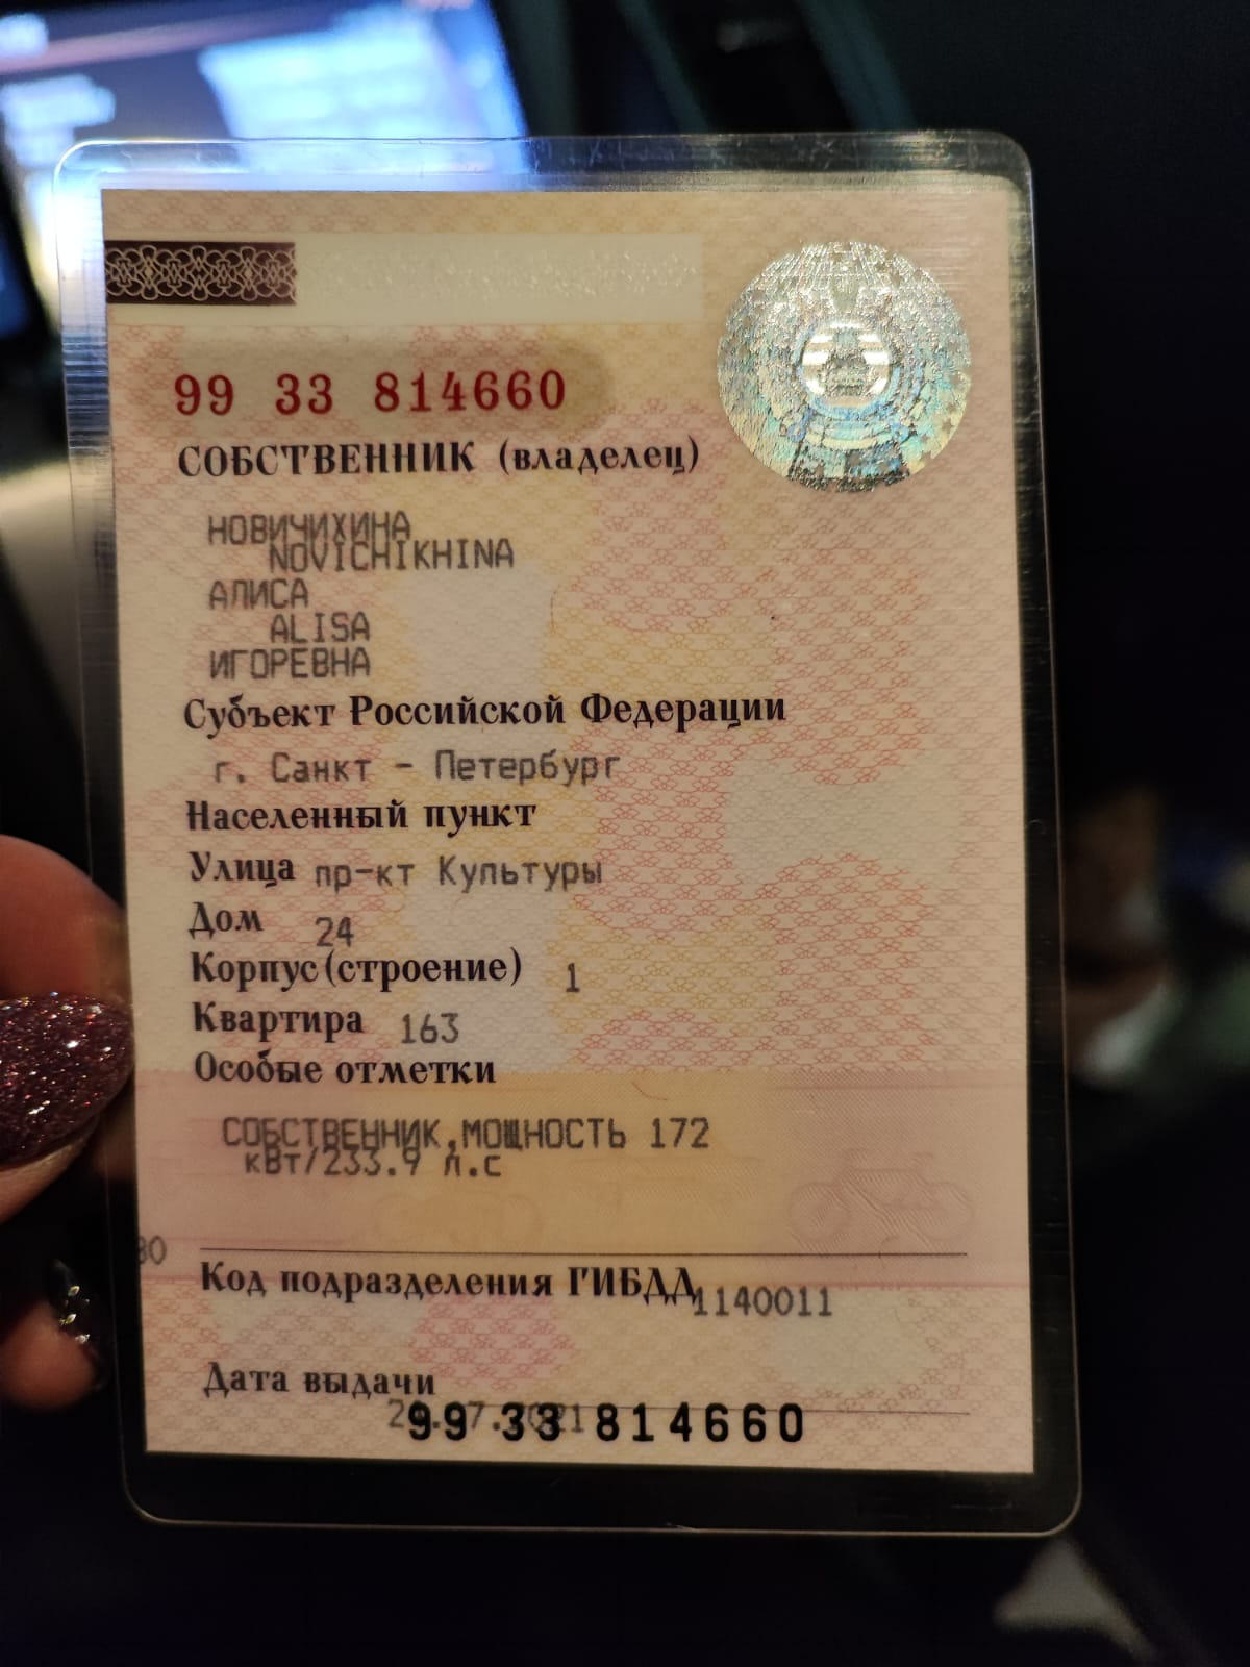 99 33 814660
СОБСТВЕННИК (владелец)
НОВИЧИХИНА
NOVICHIKHINA
АЛИСА
ALISA
ИГОРЕВНА
Субъект Российской Федерации
г. Санкт - Петербург
Населенный пункт
Улица пр-кт Культуры
Дом 24
Корпус(строение) 1
Квартира 163
Особые отметки
СОБСТВЕННИК,МОЩНОСТЬ 172
кВт/233.9 л.с
Код подразделения ГИБДД 1140011
Дата выдачи
99 33 814660